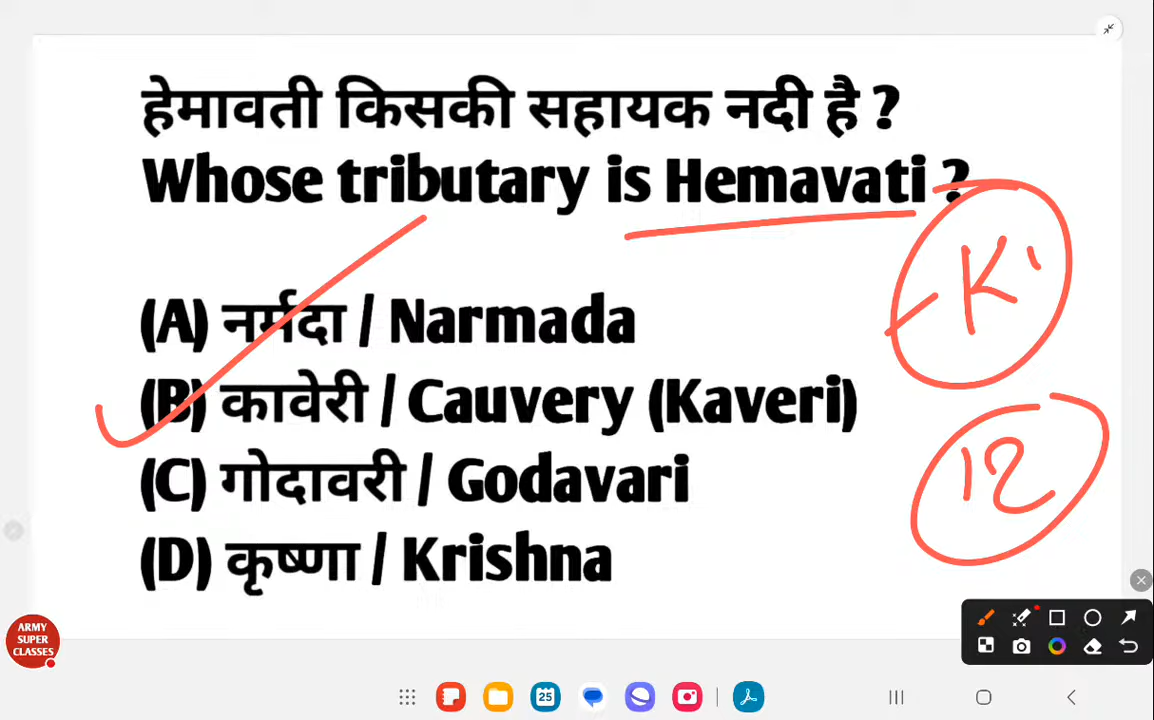 हेमावती किसकी सहायक नदी है ?
Whose tributary is Hemavati ?
K'
(A) नर्मदा / Narmada
(B) कावेरी / Cauvery (Kaveri)
12
(C) गोदावरी / Godavari
(D) कृष्णा / Krishna
ARMY
SUPER
CLASSES
25